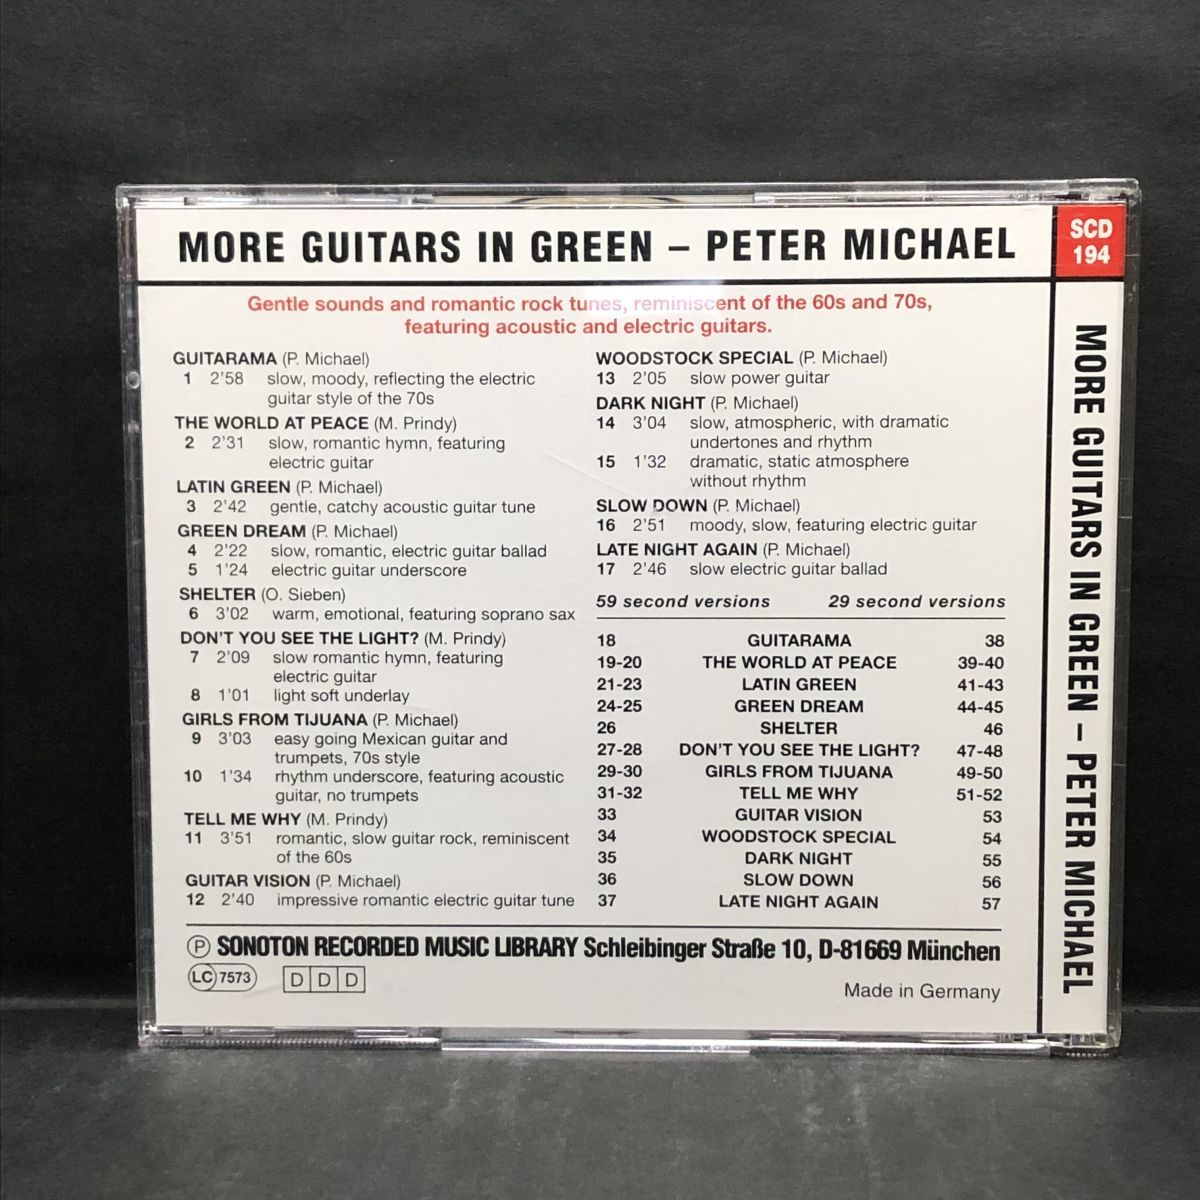 MORE GUITARS IN GREEN – PETER MICHAEL
SCD
194
Gentle sounds and romantic rock tunes, reminiscent of the 60s and 70s,
featuring acoustic and electric guitars.
GUITARAMA (P. Michael)
1 2'58 slow, moody, reflecting the electric
guitar style of the 70s
THE WORLD AT PEACE (M. Prindy)
2 2'31 slow, romantic hymn, featuring
electric guitar
LATIN GREEN (P. Michael)
3 2'42 gentle, catchy acoustic guitar tune
GREEN DREAM (P. Michael)
4 2'22 slow, romantic, electric guitar ballad
5 1'24 electric guitar underscore
SHELTER (O. Sieben)
6 3'02 warm, emotional, featuring soprano sax
DON'T YOU SEE THE LIGHT? (M. Prindy)
7 2'09 slow romantic hymn, featuring
electric guitar
8 1'01 light soft underlay
GIRLS FROM TIJUANA (P. Michael)
9 3'03 easy going Mexican guitar and
trumpets, 70s style
10 1'34 rhythm underscore, featuring acoustic
guitar, no trumpets
TELL ME WHY (M. Prindy)
11 3'51 romantic, slow guitar rock, reminiscent
of the 60s
GUITAR VISION (P. Michael)
12 2'40 impressive romantic electric guitar tune
WOODSTOCK SPECIAL (P. Michael)
13 2'05 slow power guitar
DARK NIGHT (P. Michael)
14 3'04 slow, atmospheric, with dramatic
undertones and rhythm
15 1'32 dramatic, static atmosphere
without rhythm
SLOW DOWN (P. Michael)
16 2'51 moody, slow, featuring electric guitar
LATE NIGHT AGAIN (P. Michael)
17 2'46 slow electric guitar ballad
59 second versions 29 second versions
18 GUITARAMA 38
19-20 THE WORLD AT PEACE 39-40
21-23 LATIN GREEN 41-43
24-25 GREEN DREAM 44-45
26 SHELTER 46
27-28 DON'T YOU SEE THE LIGHT? 47-48
29-30 GIRLS FROM TIJUANA 49-50
31-32 TELL ME WHY 51-52
33 GUITAR VISION 53
34 WOODSTOCK SPECIAL 54
35 DARK NIGHT 55
36 SLOW DOWN 56
37 LATE NIGHT AGAIN 57
Ⓟ SONOTON RECORDED MUSIC LIBRARY Schleibinger Straße 10, D-81669 München
LC 7573 D D D
Made in Germany
MORE GUITARS IN GREEN – PETER MICHAEL